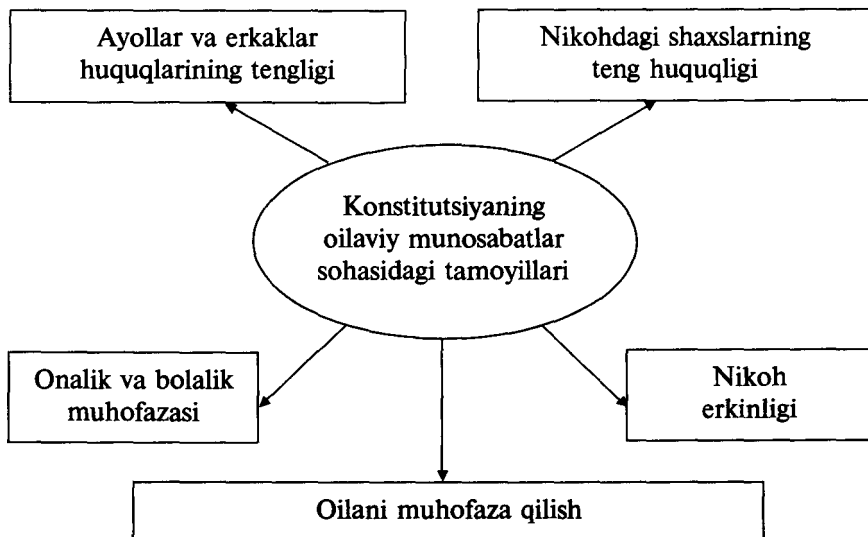 Ayollar va erkaklar
huquqlarining tengligi
Nikohdagi shaxslarning
teng huquqligi
Konstitutsiyaning
oilaviy munosabatlar
sohasidagi tamoyillari
Onalik va bolalik
muhofazasi
Nikoh
erkinligi
Oilani muhofaza qilish